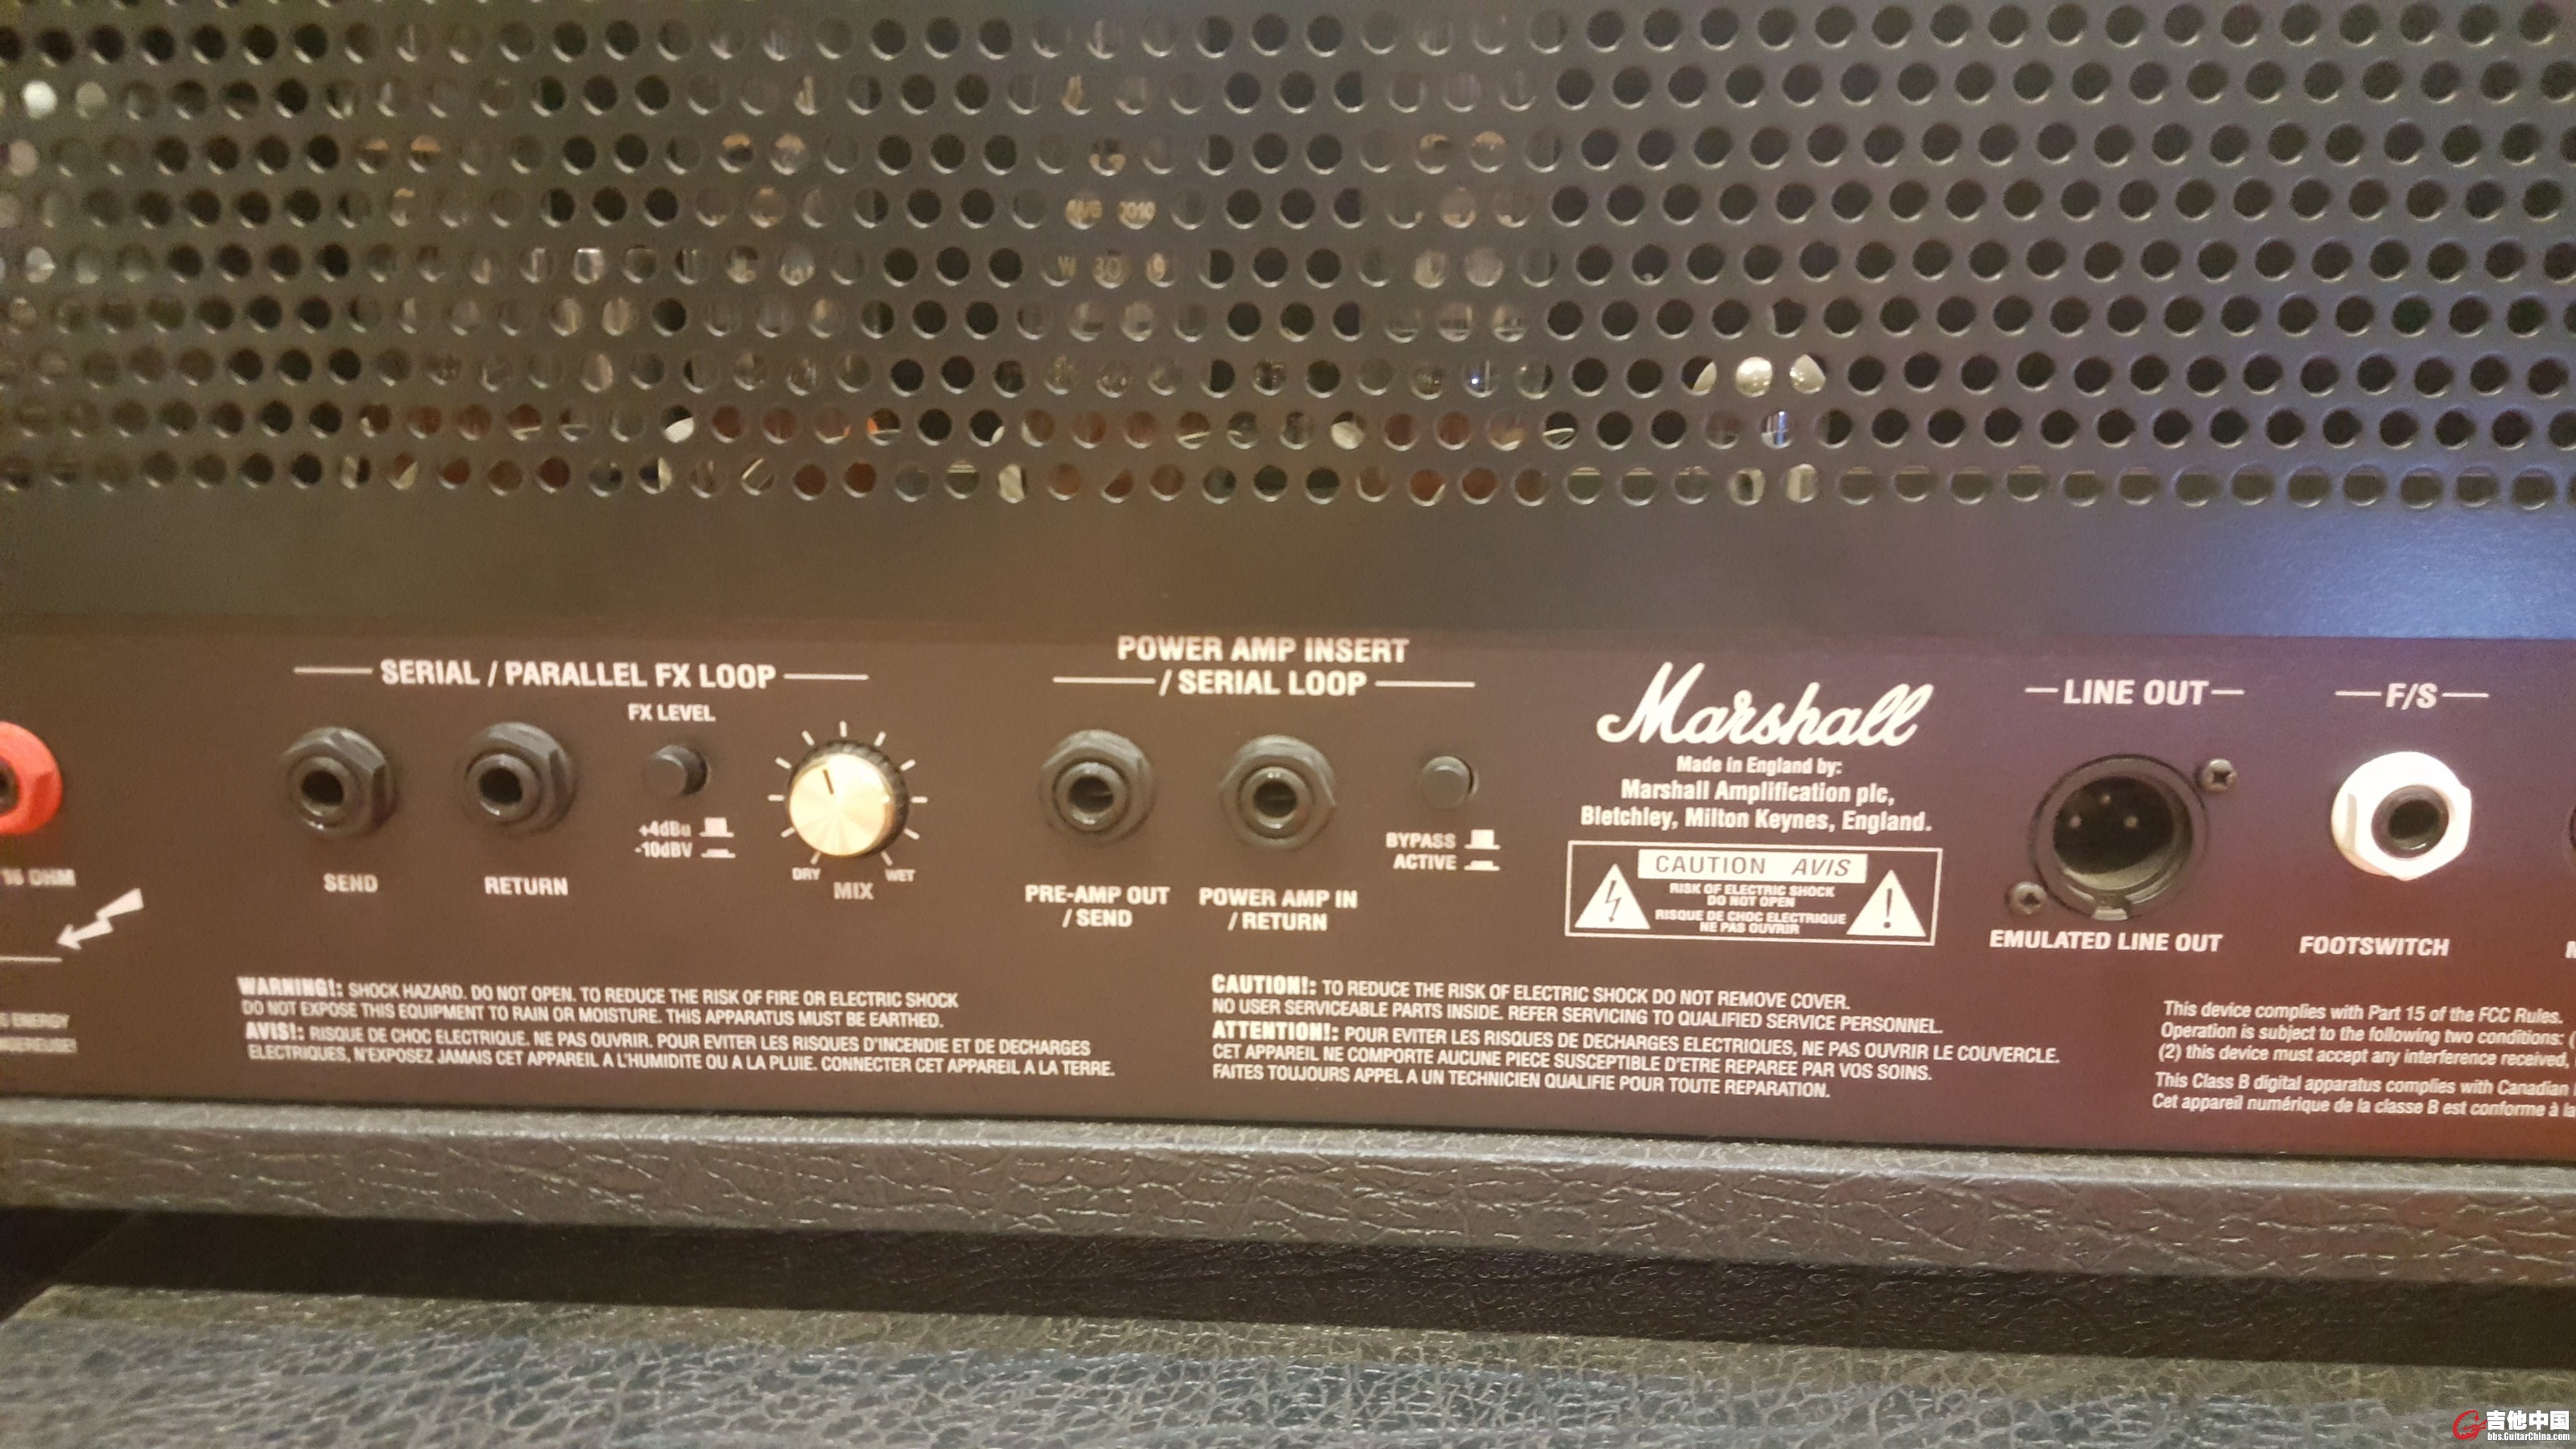 SERIAL / PARALLEL FX LOOP
FX LEVEL
+4dBu
-10dBV
SEND
RETURN
DRY
WET
MIX
16 OHM
POWER AMP INSERT
/ SERIAL LOOP
BYPASS
ACTIVE
PRE-AMP OUT
/ SEND
POWER AMP IN
/ RETURN
Marshall
Made in England by:
Marshall Amplification plc,
Bletchley, Milton Keynes, England.
CAUTION AVIS
RISK OF ELECTRIC SHOCK
DO NOT OPEN
RISQUE DE CHOC ELECTRIQUE
NE PAS OUVRIR
LINE OUT
EMULATED LINE OUT
F/S
FOOTSWITCH
ENERGY
WARNING!: SHOCK HAZARD. DO NOT OPEN. TO REDUCE THE RISK OF FIRE OR ELECTRIC SHOCK
DO NOT EXPOSE THIS EQUIPMENT TO RAIN OR MOISTURE. THIS APPARATUS MUST BE EARTHED.
AVIS!: RISQUE DE CHOC ELECTRIQUE. NE PAS OUVRIR. POUR EVITER LES RISQUES D'INCENDIE ET DE DECHARGES
ELECTRIQUES, N'EXPOSEZ JAMAIS CET APPAREIL A L'HUMIDITE OU A LA PLUIE. CONNECTER CET APPAREIL A LA TERRE.
CAUTION!: TO REDUCE THE RISK OF ELECTRIC SHOCK DO NOT REMOVE COVER.
NO USER SERVICEABLE PARTS INSIDE. REFER SERVICING TO QUALIFIED SERVICE PERSONNEL.
ATTENTION!: POUR EVITER LES RISQUES DE DECHARGES ELECTRIQUES, NE PAS OUVRIR LE COUVERCLE.
CET APPAREIL NE COMPORTE AUCUNE PIECE SUSCEPTIBLE D'ETRE REPAREE PAR VOS SOINS.
FAITES TOUJOURS APPEL A UN TECHNICIEN QUALIFIE POUR TOUTE REPARATION.
This device complies with Part 15 of the FCC Rules.
Operation is subject to the following two conditions: (
(2) this device must accept any interference received,
This Class B digital apparatus complies with Canadian
Cet appareil numérique de la classe B est conforme à la
吉他中国
bbs.GuitarChina.com